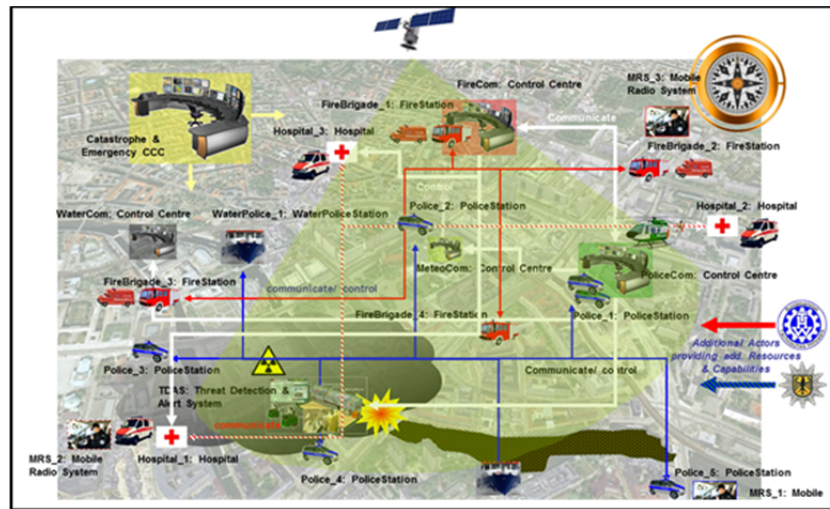 FireCom: Control Centre
MRS_3: Mobile
Radio System
FireBrigade_1: FireStation
Communicate
Catastrophe &
Emergency CCC
Hospital_3: Hospital
FireBrigade_2: FireStation
Control
Hospital_2: Hospital
WaterCom: Control Centre
WaterPolice_1: WaterPoliceStation
Police_2: PoliceStation
MeteoCom: Control Centre
PoliceCom: Control Centre
FireBrigade_3: FireStation
communicate/ control
FireBrigade_4: FireStation
Police_1: PoliceStation
Additional Actors
providing add. Resources
& Capabilities
Police_3: PoliceStation
Communicate/ control
TDAS: Threat Detection &
Alert System
communicate
MRS_2: Mobile
Radio System
Hospital_1: Hospital
Police_4: PoliceStation
Police_5: PoliceStation
MRS_1: Mobile